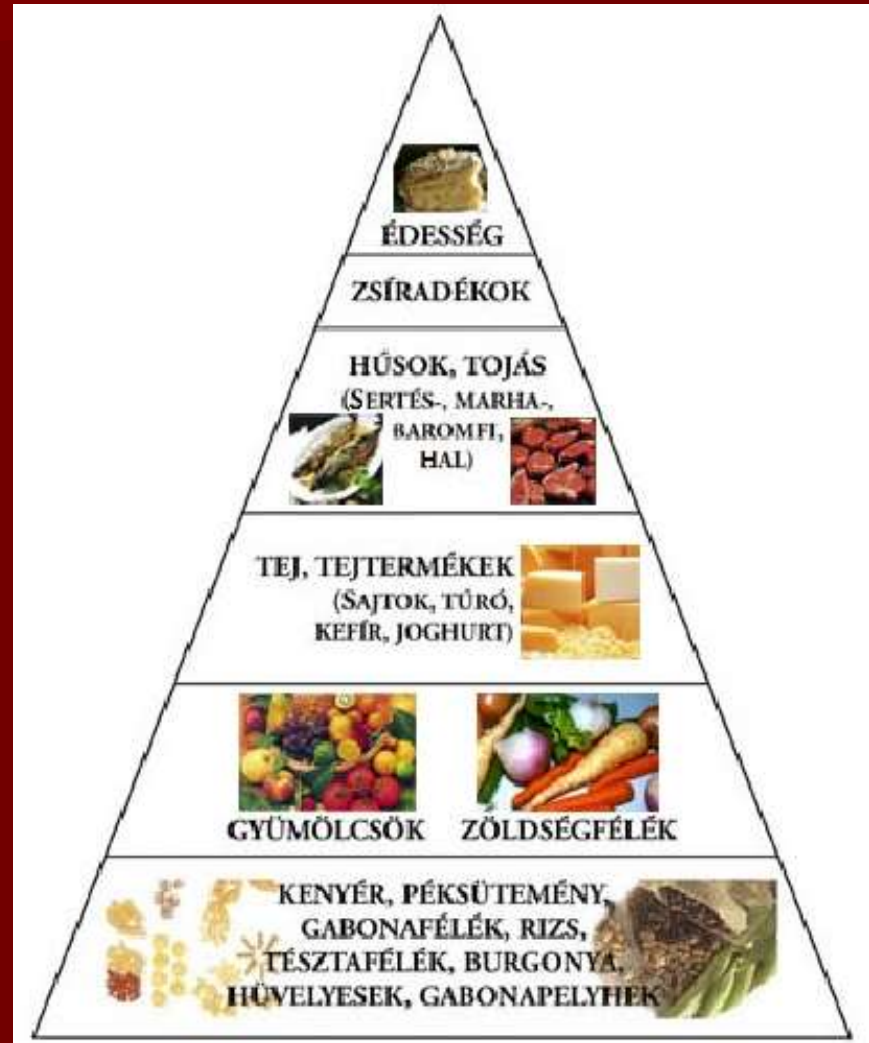 ÉDESSÉG
ZSÍRADÉKOK
HÚSOK, TOJÁS
(SERTÉS-, MARHA-,
BAROMFI,
HAL)
TEJ, TEJTERMÉKEK
(SAJTOK, TÚRÓ,
KEFÍR, JOGHURT)
GYÜMÖLCSÖK ZÖLDSÉGFÉLÉK
KENYÉR, PÉKSÜTEMÉNY,
GABONAFÉLÉK, RIZS,
TÉSZTAFÉLÉK, BURGONYA,
HÜVELYESEK, GABONAPELYHEK